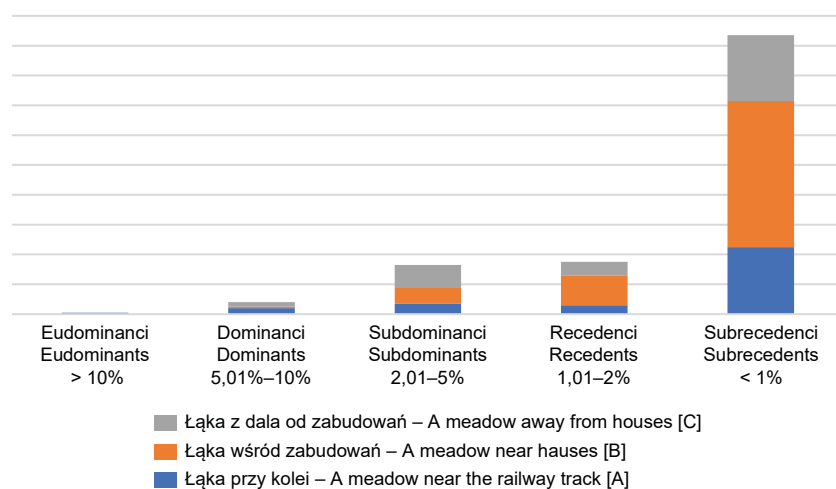 Eudominanci
Eudominants
> 10%
Dominanci
Dominants
5,01%–10%
Subdominanci
Subdominants
2,01–5%
Recedenci
Recedents
1,01–2%
Subrecedenci
Subrecedents
< 1%
Łąka z dala od zabudowań – A meadow away from houses [C]
Łąka wśród zabudowań – A meadow near hauses [B]
Łąka przy kolei – A meadow near the railway track [A]